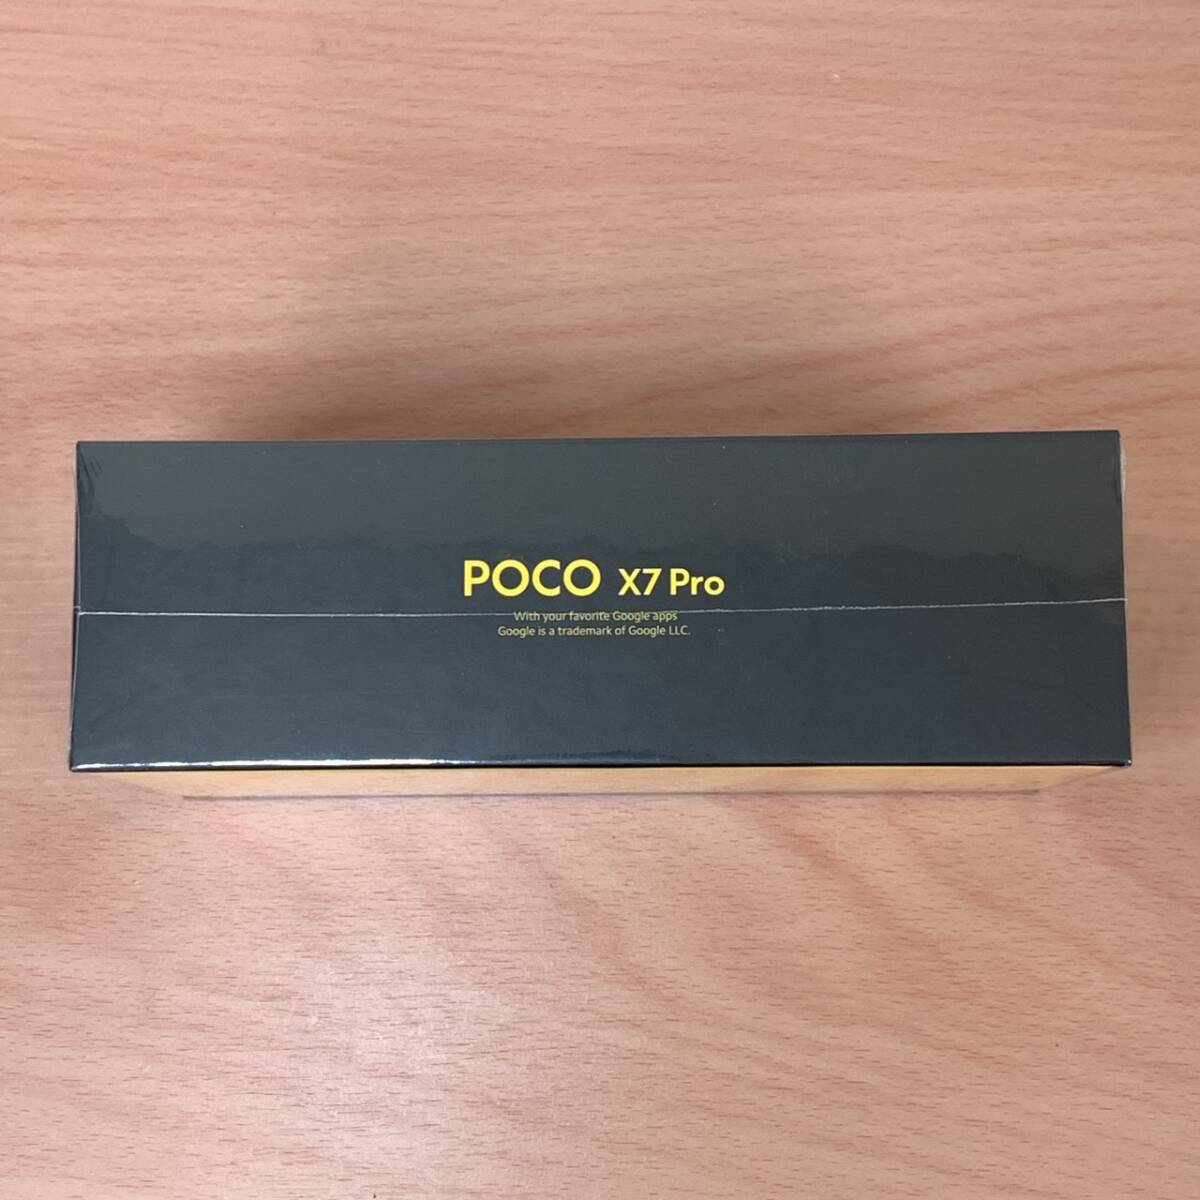 POCO X7 Pro
With your favorite Google apps
Google is a trademark of Google LLC.